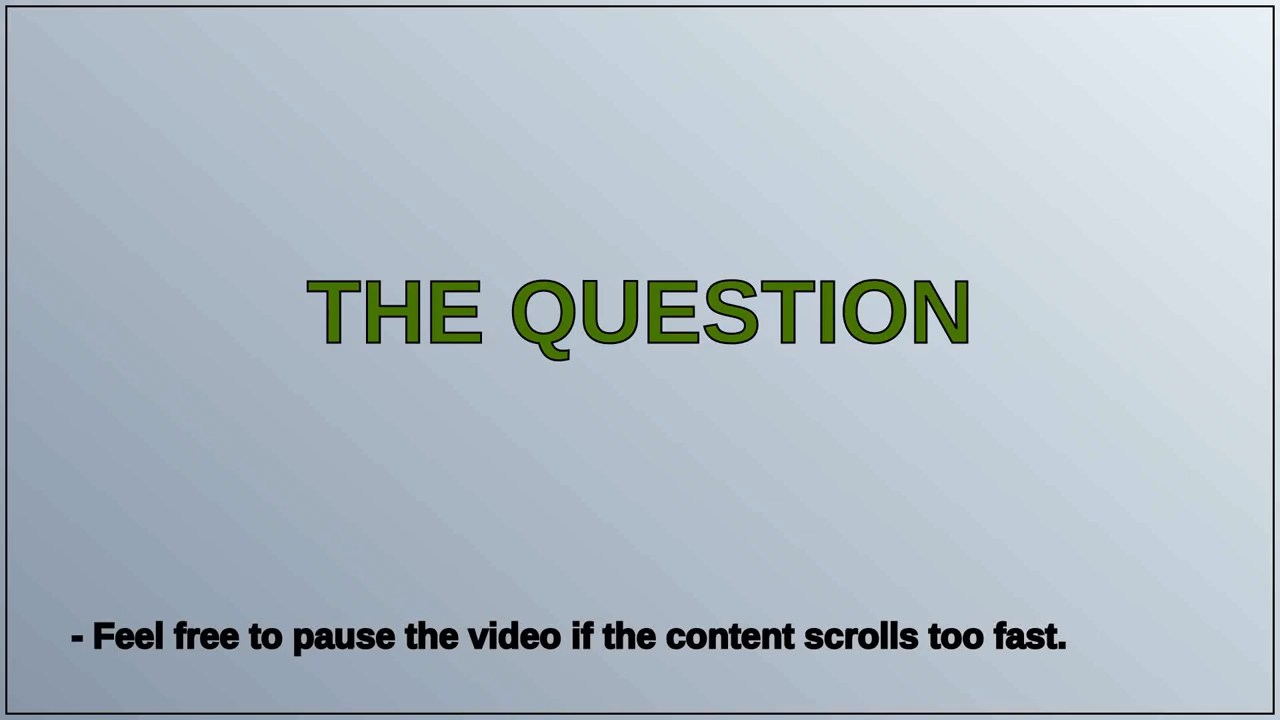 THE QUESTION
- Feel free to pause the video if the content scrolls too fast.